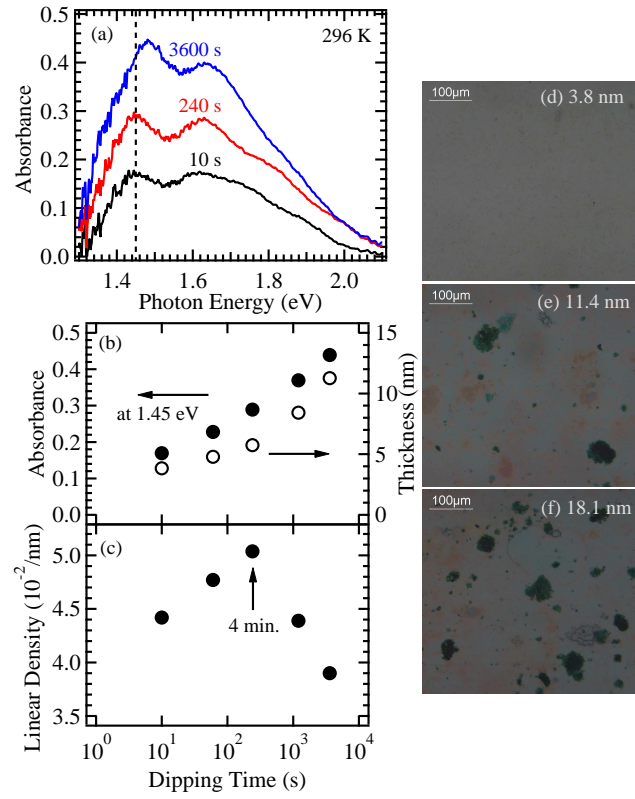 (a)
296 K
3600 s
240 s
10 s
0.5
0.4
0.3
0.2
0.1
0.0
Absorbance
1.4
1.6
1.8
2.0
Photon Energy (eV)
(b)
at 1.45 eV
0.5
0.4
0.3
0.2
0.1
0.0
Absorbance
15
10
5
0
Thickness (nm)
(c)
4 min.
5.0
4.5
4.0
3.5
Linear Density (10⁻²/nm)
10⁰
10¹
10²
10³
10⁴
Dipping Time (s)
100μm
(d) 3.8 nm
100μm
(e) 11.4 nm
100μm
(f) 18.1 nm